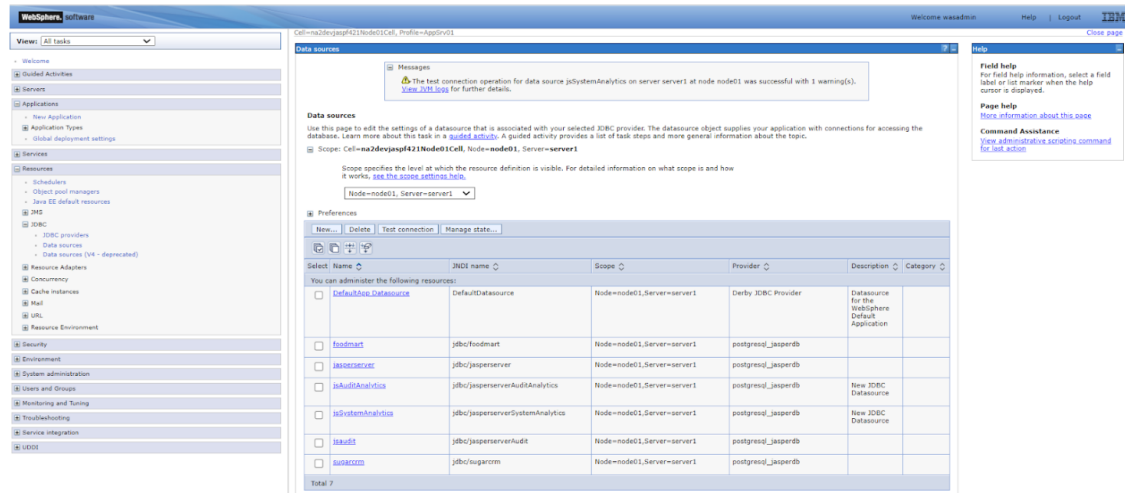 WebSphere. software
Welcome wasadmin
Help | Logout
IBM
View: All tasks
Cell=na2devjaspf421Node01Cell, Profile=AppSrv01
Close page
Welcome
Guided Activities
Servers
Applications
New Application
Application Types
Global deployment settings
Services
Resources
Schedulers
Object pool managers
Java EE default resources
JMS
JDBC
JDBC providers
Data sources
Data sources (V4 - deprecated)
Resource Adapters
Concurrency
Cache instances
Mail
URL
Resource Environment
Security
Environment
System administration
Users and Groups
Monitoring and Tuning
Troubleshooting
Service integration
UDDI
Data sources
Messages
The test connection operation for data source jsSystemAnalytics on server server1 at node node01 was successful with 1 warning(s).
View JVM logs for further details.
Data sources
Use this page to edit the settings of a datasource that is associated with your selected JDBC provider. The datasource object supplies your application with connections for accessing the
database. Learn more about this task in a guided activity. A guided activity provides a list of task steps and more general information about the topic.
Scope: Cell=na2devjaspf421Node01Cell, Node=node01, Server=server1
Scope specifies the level at which the resource definition is visible. For detailed information on what scope is and how
it works, see the scope settings help.
Node=node01, Server=server1
Preferences
New... Delete Test connection Manage state...
Select Name JNDI name Scope Provider Description Category
You can administer the following resources:
DefaultApp Datasource DefaultDatasource Node=node01,Server=server1 Derby JDBC Provider Datasource
for the
WebSphere
Default
Application
foodmart jdbc/foodmart Node=node01,Server=server1 postgresql_jasperdb
jasperserver jdbc/jasperserver Node=node01,Server=server1 postgresql_jasperdb
jsAuditAnalytics jdbc/jasperserverAuditAnalytics Node=node01,Server=server1 postgresql_jasperdb New JDBC
Datasource
jsSystemAnalytics jdbc/jasperserverSystemAnalytics Node=node01,Server=server1 postgresql_jasperdb New JDBC
Datasource
jsaudit jdbc/jasperserverAudit Node=node01,Server=server1 postgresql_jasperdb
sugarcrm jdbc/sugarcrm Node=node01,Server=server1 postgresql_jasperdb
Total 7
Help
Field help
For field help information, select a field
label or list marker when the help
cursor is displayed.
Page help
More information about this page
Command Assistance
View administrative scripting command
for last action